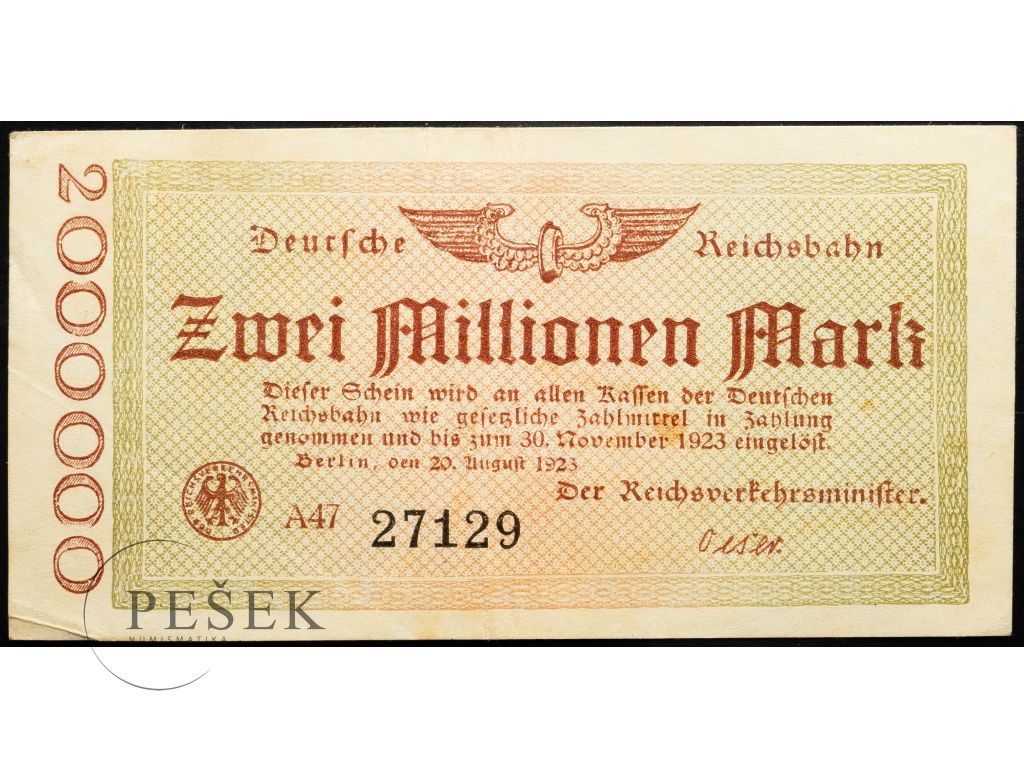 2000000
Deutsche Reichsbahn
Zwei Millionen Mark
Dieser Schein wird an allen Kassen der Deutschen
Reichsbahn wie gesetzliche Zahlmittel in Zahlung
genommen und bis zum 30. November 1923 eingelöst.
Berlin, den 20. August 1923
Der Reichsverkehrsminister.
A47 27129
Oeser.
PEŠEK
NUMISMATIKA